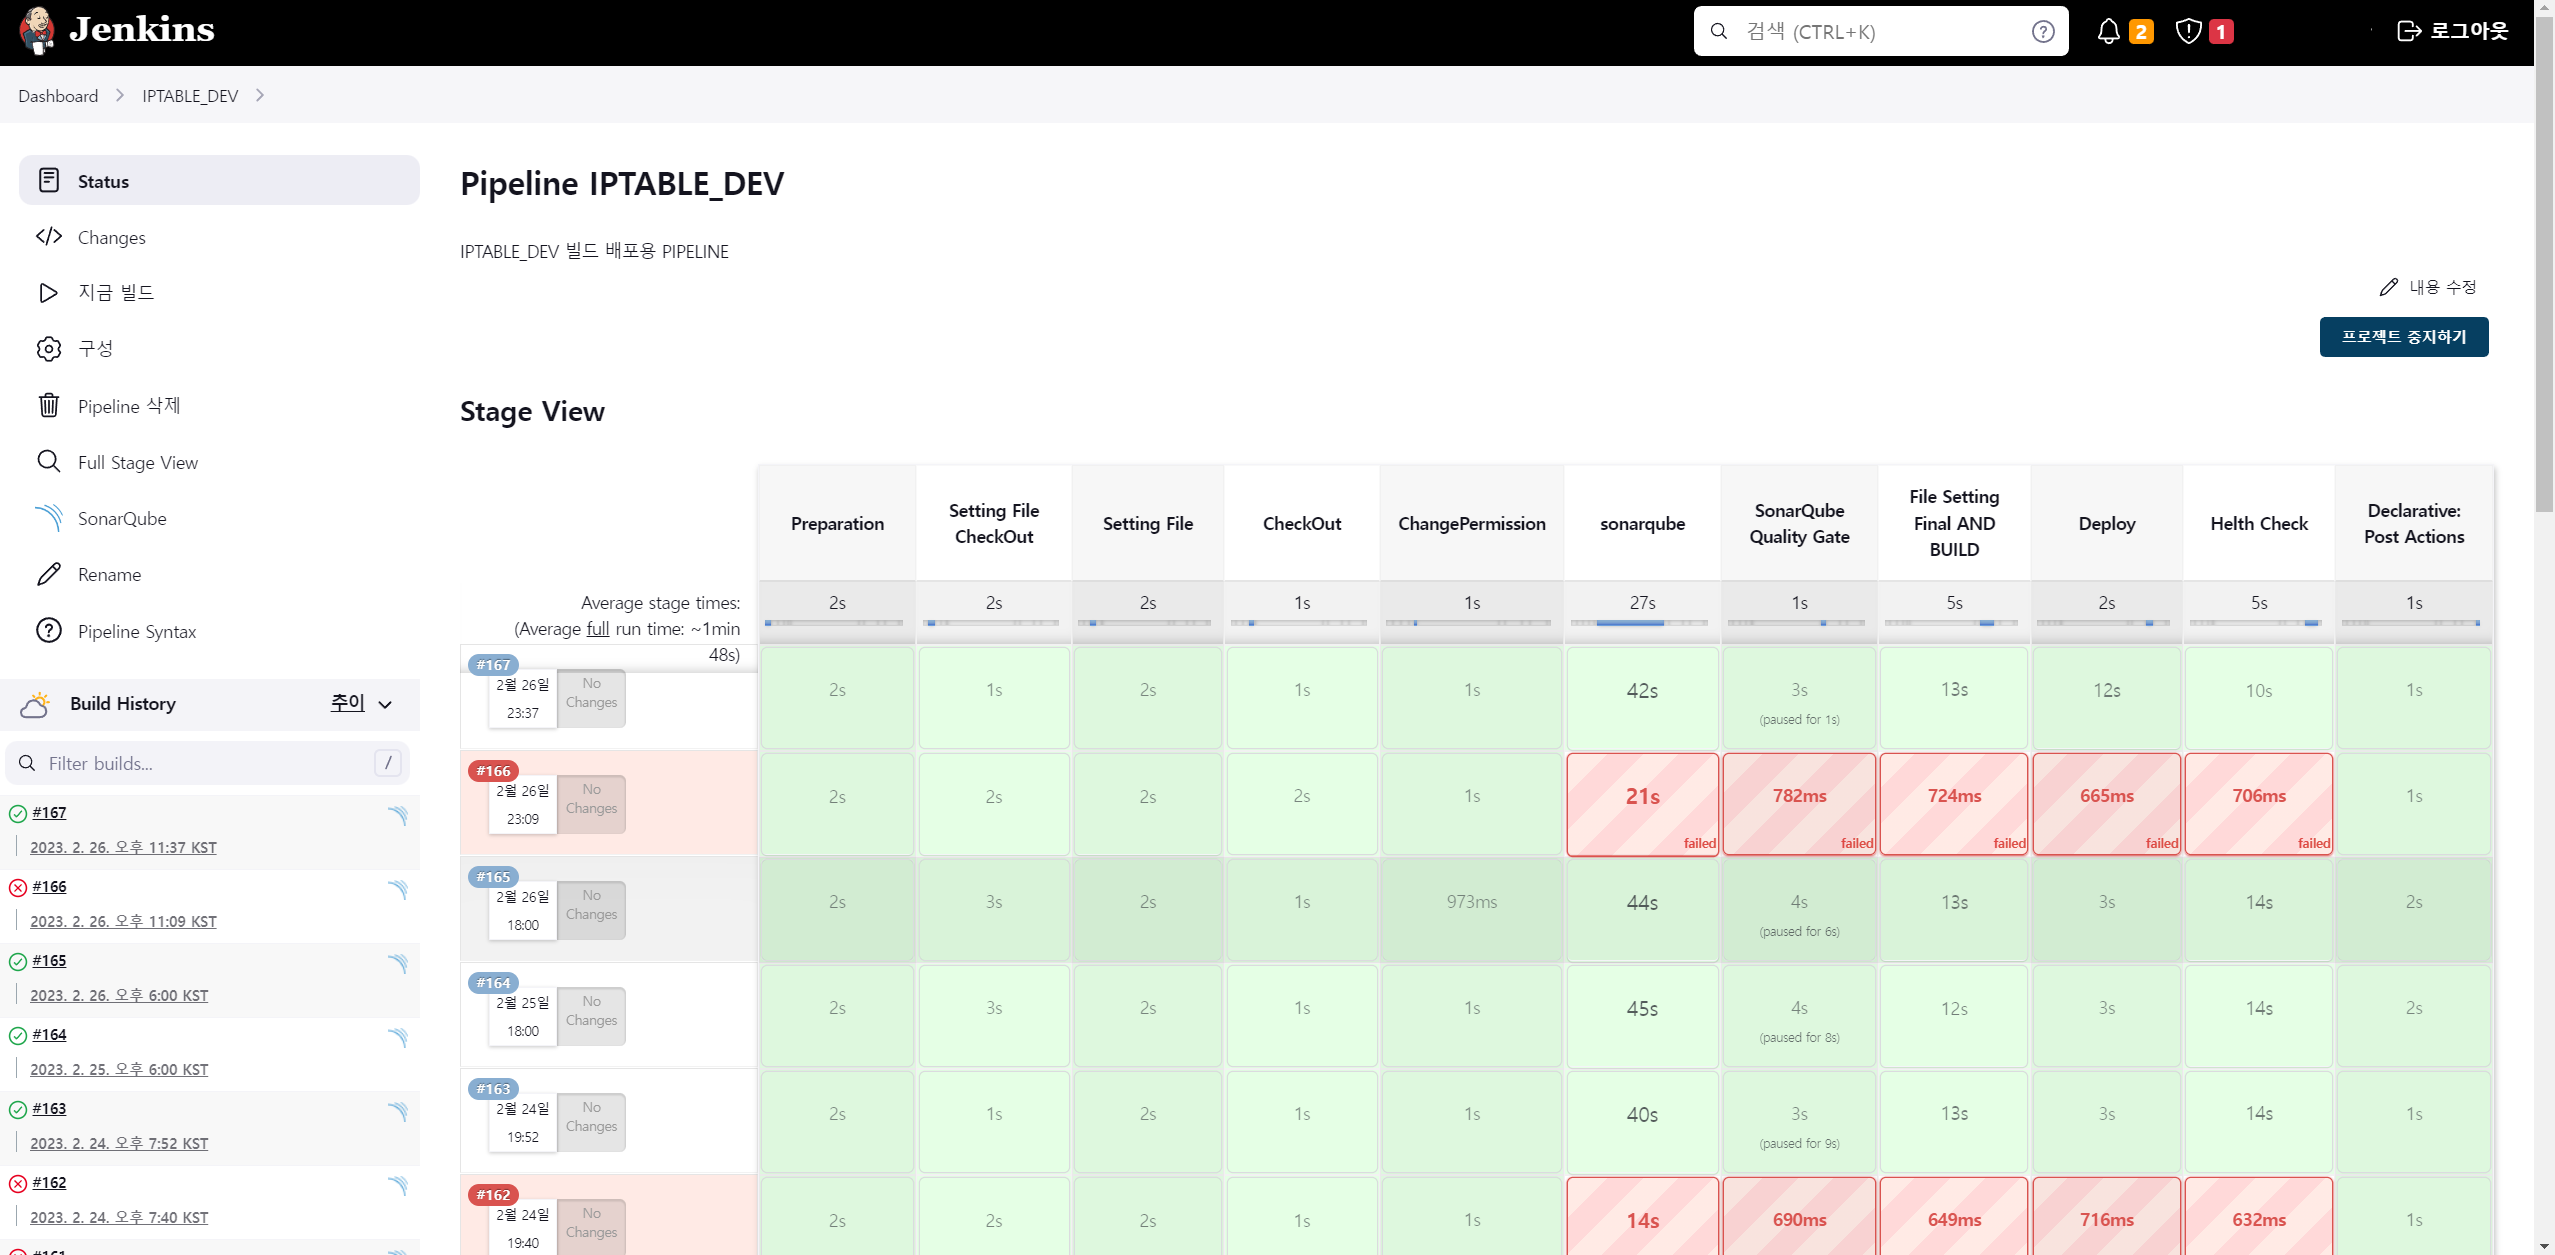 Jenkins
검색 (CTRL+K)
2
1
로그아웃
Dashboard
IPTABLE_DEV
Status
Changes
지금 빌드
구성
Pipeline 삭제
Full Stage View
SonarQube
Rename
Pipeline Syntax
Build History
추이
Filter builds...
/
#167
2023. 2. 26. 오후 11:37 KST
#166
2023. 2. 26. 오후 11:09 KST
#165
2023. 2. 26. 오후 6:00 KST
#164
2023. 2. 25. 오후 6:00 KST
#163
2023. 2. 24. 오후 7:52 KST
#162
2023. 2. 24. 오후 7:40 KST
Pipeline IPTABLE_DEV
IPTABLE_DEV 빌드 배포용 PIPELINE
내용 수정
프로젝트 중지하기
Stage View
Preparation
Setting File
CheckOut
Setting File
CheckOut
ChangePermission
sonarqube
SonarQube
Quality Gate
File Setting
Final AND
BUILD
Deploy
Helth Check
Declarative:
Post Actions
Average stage times:
(Average full run time: ~1min
48s)
2s 2s 2s 1s 1s 27s 1s 5s 2s 5s 1s
#167
2월 26일
23:37
No
Changes
2s 1s 2s 1s 1s 42s 3s 13s 12s 10s 1s
(paused for 1s)
#166
2월 26일
23:09
No
Changes
2s 2s 2s 2s 1s 21s 782ms 724ms 665ms 706ms 1s
failed failed failed failed failed
#165
2월 26일
18:00
No
Changes
2s 3s 2s 1s 973ms 44s 4s 13s 3s 14s 2s
(paused for 6s)
#164
2월 25일
18:00
No
Changes
2s 3s 2s 1s 1s 45s 4s 12s 3s 14s 2s
(paused for 8s)
#163
2월 24일
19:52
No
Changes
2s 1s 2s 1s 1s 40s 3s 13s 3s 14s 1s
(paused for 9s)
#162
2월 24일
19:40
No
Changes
2s 2s 2s 1s 1s 14s 690ms 649ms 716ms 632ms 1s